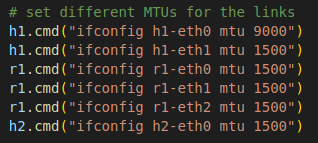 # set different MTUs for the links
h1.cmd("ifconfig h1-eth0 mtu 9000")
h1.cmd("ifconfig h1-eth1 mtu 1500")
r1.cmd("ifconfig r1-eth0 mtu 1500")
r1.cmd("ifconfig r1-eth1 mtu 1500")
r1.cmd("ifconfig r1-eth2 mtu 1500")
h2.cmd("ifconfig h2-eth0 mtu 1500")